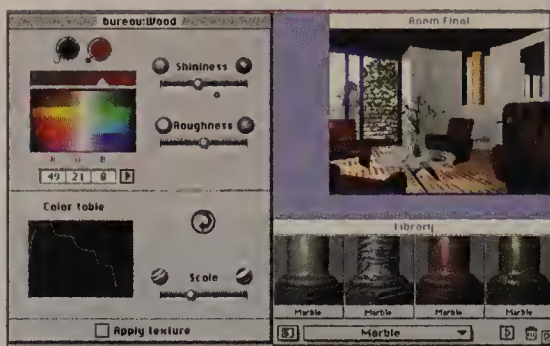 bureau:Wood
Shininess
Roughness
R G B
49 21 0
Color table
Scale
Apply texture
Room Final
Library
Marble Marble Marble Marble
Marble